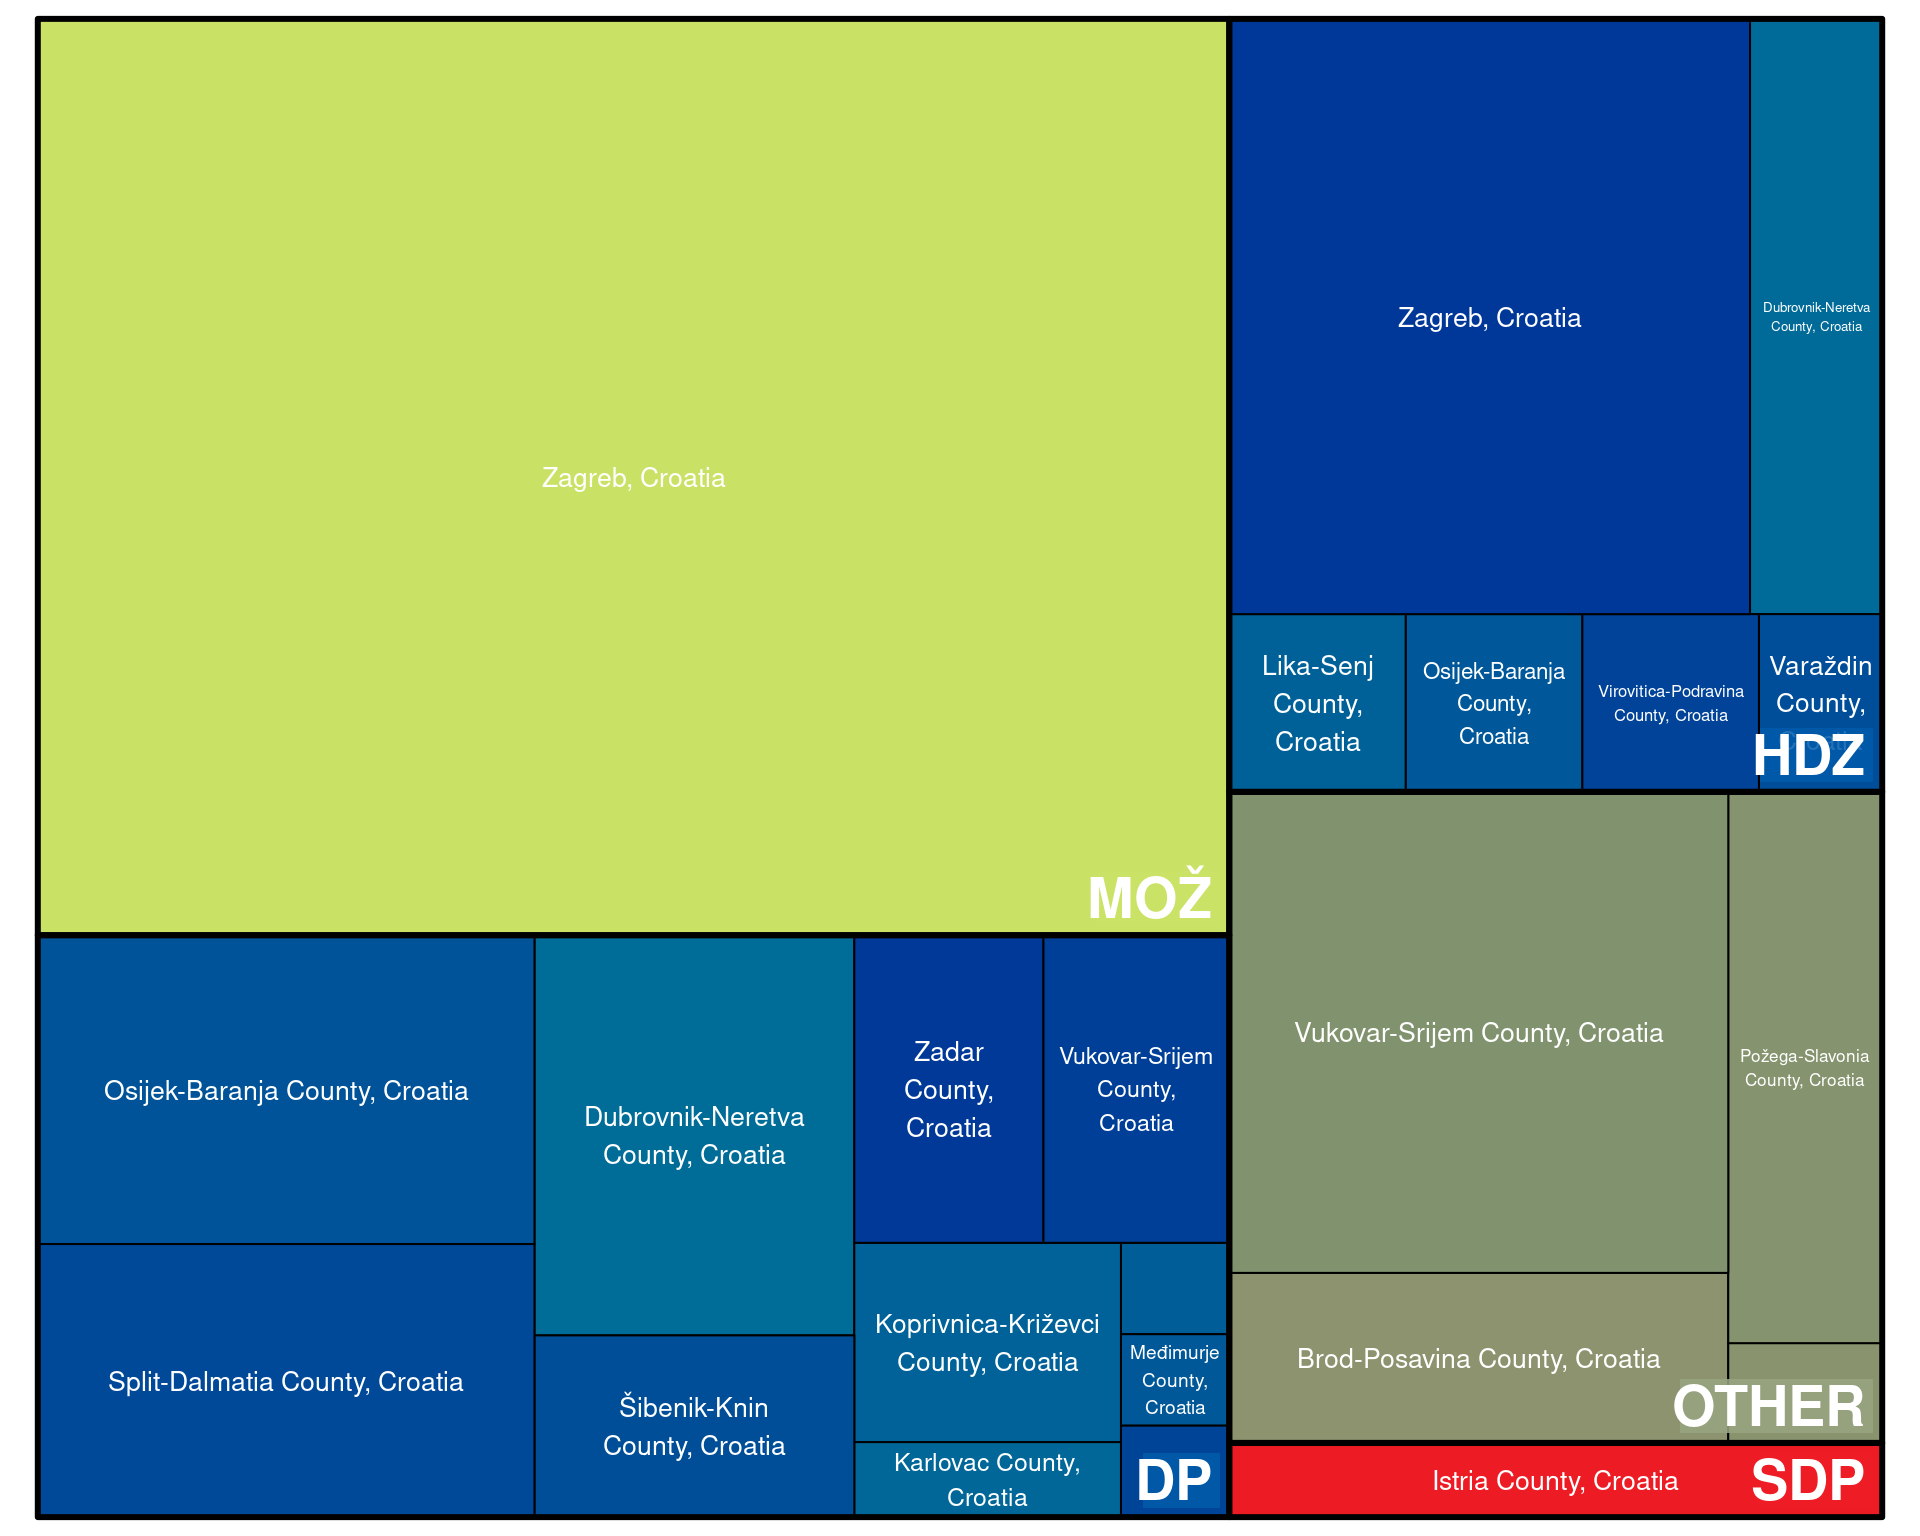 Zagreb, Croatia
MOŽ
Zagreb, Croatia
Dubrovnik-Neretva
County, Croatia
Lika-Senj
County,
Croatia
Osijek-Baranja
County,
Croatia
Virovitica-Podravina
County, Croatia
Varaždin
County,
HDZ
Osijek-Baranja County, Croatia
Split-Dalmatia County, Croatia
Dubrovnik-Neretva
County, Croatia
Šibenik-Knin
County, Croatia
Zadar
County,
Croatia
Vukovar-Srijem
County,
Croatia
Koprivnica-Križevci
County, Croatia
Karlovac County,
Croatia
Međimurje
County,
Croatia
DP
Vukovar-Srijem County, Croatia
Požega-Slavonia
County, Croatia
Brod-Posavina County, Croatia
OTHER
Istria County, Croatia
SDP